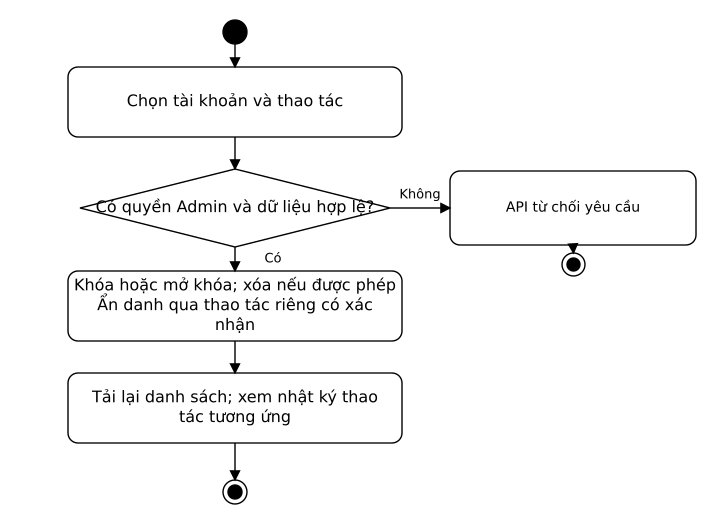 Chọn tài khoản và thao tác
Có quyền Admin và dữ liệu hợp lệ?
Không
API từ chối yêu cầu
Có
Khóa hoặc mở khóa; xóa nếu được phép
Ẩn danh qua thao tác riêng có xác
nhận
Tải lại danh sách; xem nhật ký thao
tác tương ứng